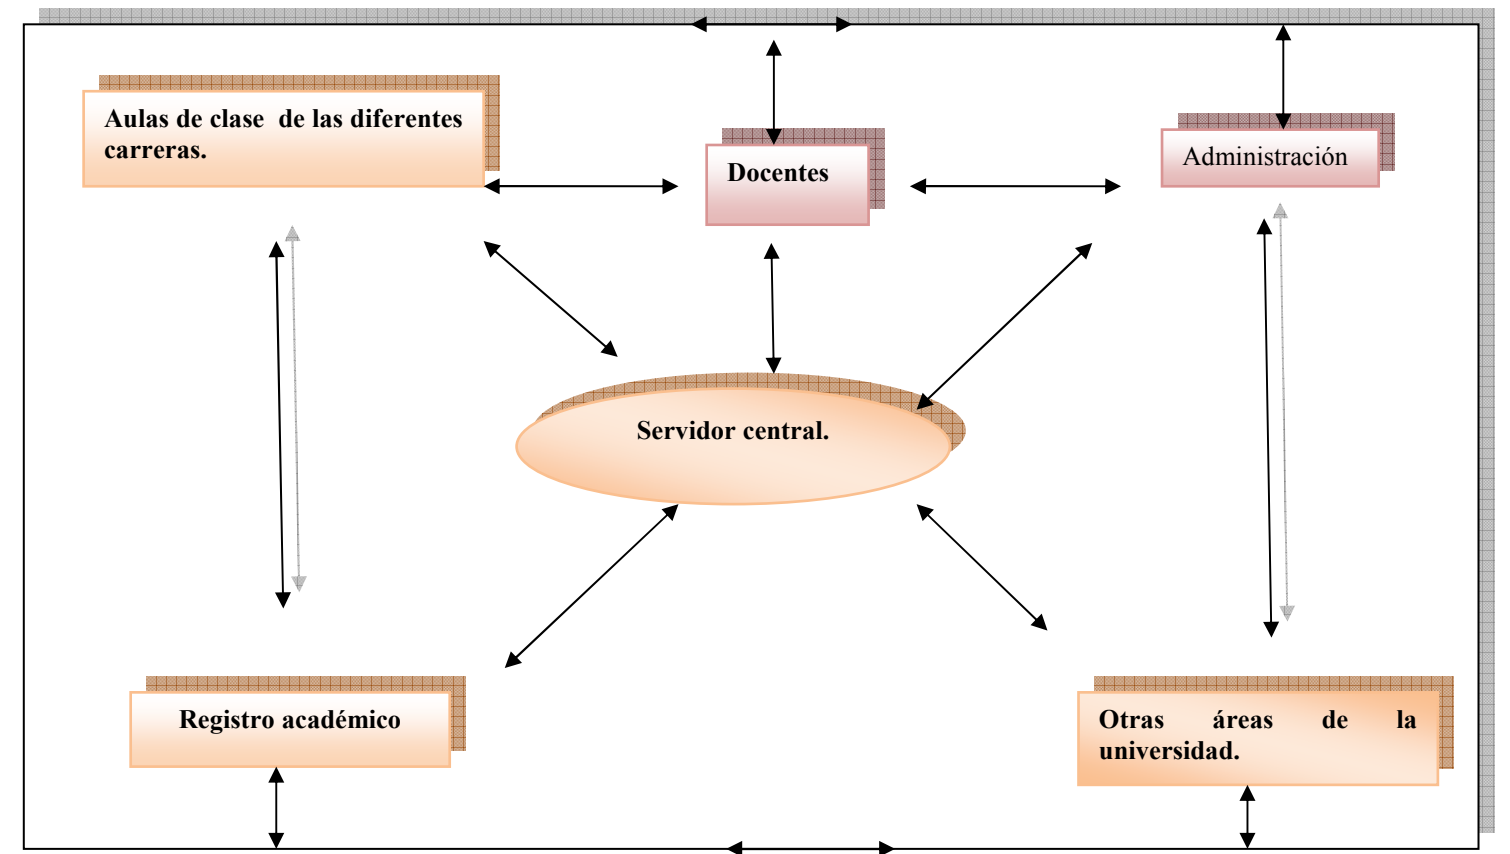 Aulas de clase de las diferentes
carreras.
Docentes
Administración
Servidor central.
Registro académico
Otras áreas de la
universidad.